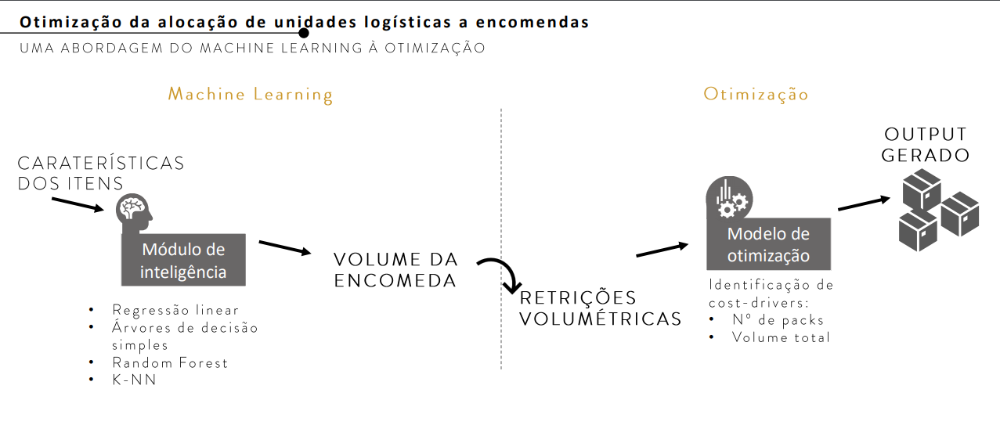 Otimização da alocação de unidades logísticas a encomendas
UMA ABORDAGEM DO MACHINE LEARNING À OTIMIZAÇÃO
Machine Learning
CARATERÍSTICAS
DOS ITENS
Módulo de
inteligência
• Regressão linear
• Árvores de decisão
simples
• Random Forest
• K-NN
VOLUME DA
ENCOMEDA
Otimização
RETRIÇÕES
VOLUMÉTRICAS
Modelo de
otimização
Identificação de
cost-drivers:
• Nº de packs
• Volume total
OUTPUT
GERADO